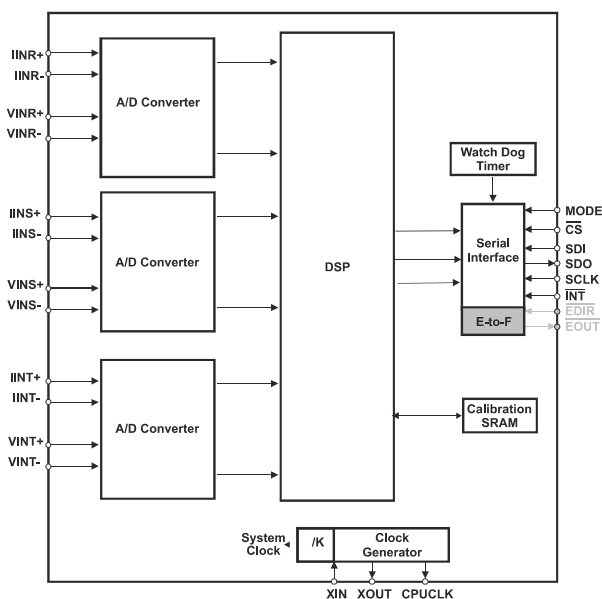 IINR+
IINR-
VINR+
VINR-
A/D Converter
IINS+
IINS-
VINS+
VINS-
A/D Converter
IINT+
IINT-
VINT+
VINT-
A/D Converter
DSP
Watch Dog
Timer
Serial
Interface
E-to-F
MODE
CS
SDI
SDO
SCLK
INT
EDIR
EOUT
Calibration
SRAM
System
Clock
/K
Clock
Generator
XIN XOUT CPUCLK